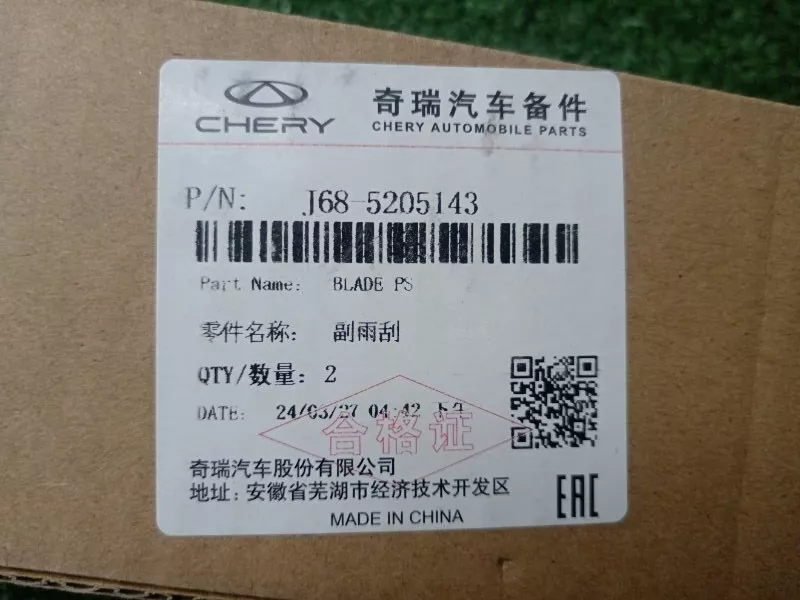 CHERY
奇瑞汽车备件
CHERY AUTOMOBILE PARTS
P/N: J68-5205143
Part Name: BLADE PS
零件名称: 副雨刮
QTY/数量: 2
DATE: 24/03/27 04:42 下午
合格证
奇瑞汽车股份有限公司
地址:安徽省芜湖市经济技术开发区
EAC
MADE IN CHINA